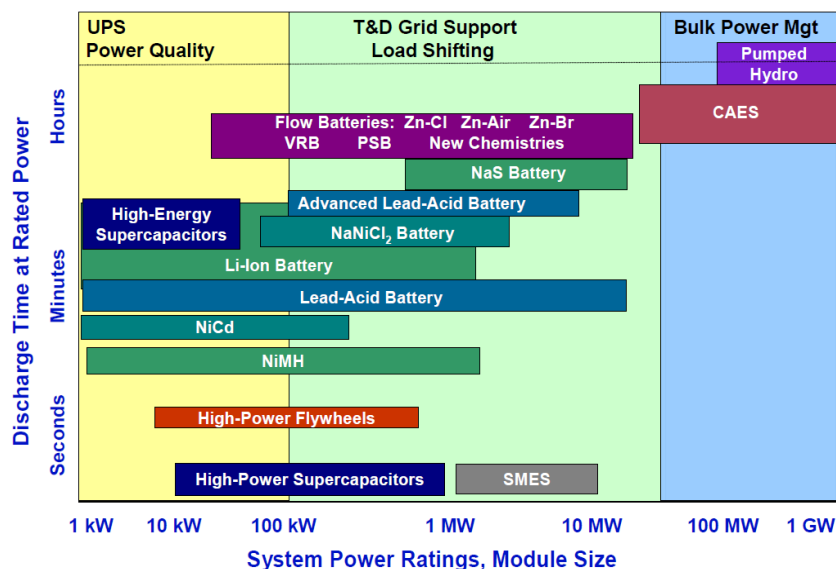 UPS
Power Quality
T&D Grid Support
Load Shifting
Bulk Power Mgt
Pumped
Hydro
CAES
Flow Batteries: Zn-Cl Zn-Air Zn-Br
VRB PSB New Chemistries
NaS Battery
Advanced Lead-Acid Battery
High-Energy
Supercapacitors
NaNiCl₂ Battery
Li-Ion Battery
Lead-Acid Battery
NiCd
NiMH
High-Power Flywheels
High-Power Supercapacitors
SMES
Discharge Time at Rated Power
Hours
Minutes
Seconds
1 kW 10 kW 100 kW 1 MW 10 MW 100 MW 1 GW
System Power Ratings, Module Size